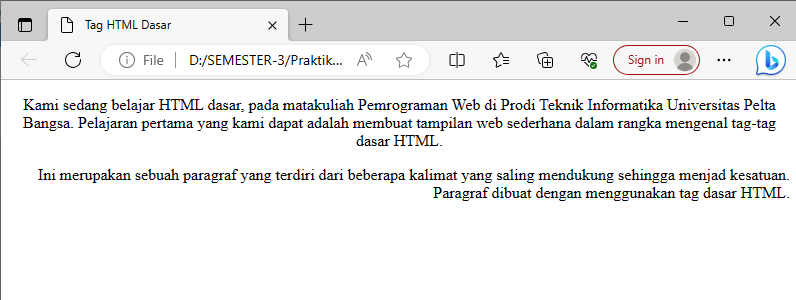 Tag HTML Dasar
File D:/SEMESTER-3/Praktik... Sign in
Kami sedang belajar HTML dasar, pada matakuliah Pemrograman Web di Prodi Teknik Informatika Universitas Pelta
Bangsa. Pelajaran pertama yang kami dapat adalah membuat tampilan web sederhana dalam rangka mengenal tag-tag
dasar HTML.
Ini merupakan sebuah paragraf yang terdiri dari beberapa kalimat yang saling mendukung sehingga menjad kesatuan.
Paragraf dibuat dengan menggunakan tag dasar HTML.